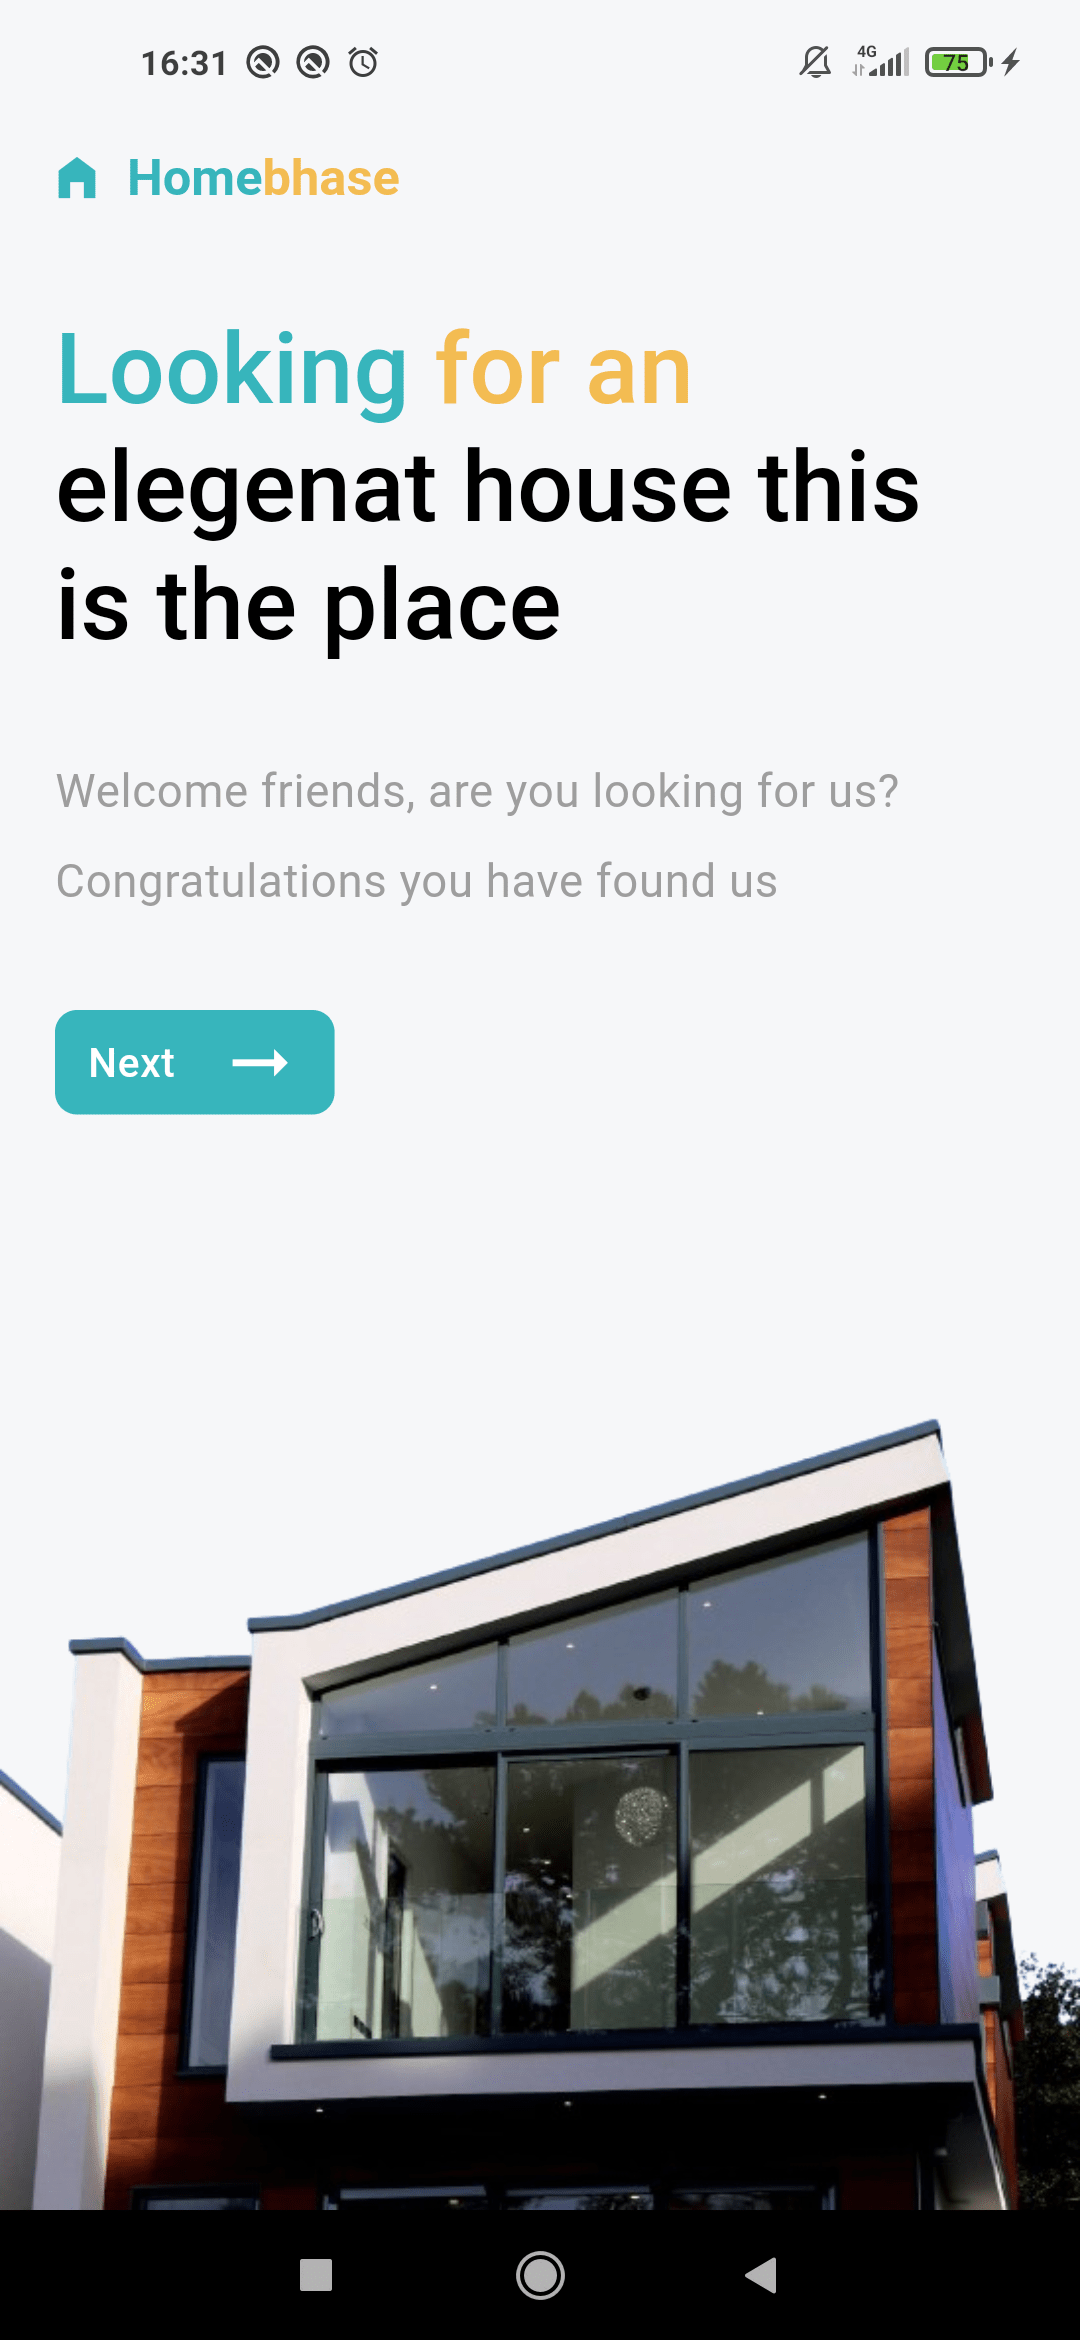 16:31
4G
75
Homebhase
Looking for an
elegenat house this
is the place
Welcome friends, are you looking for us?
Congratulations you have found us
Next